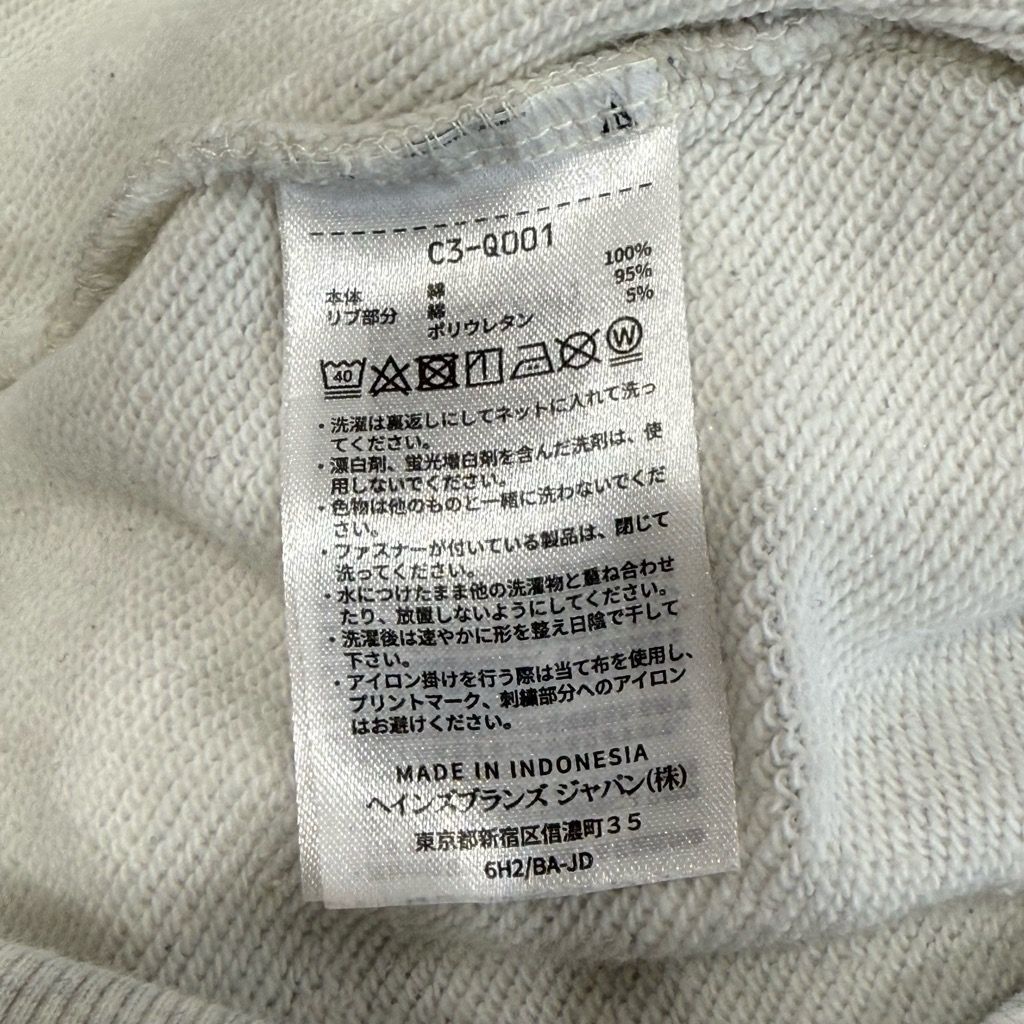 C3-Q001
本体 綿 100%
リブ部分 綿 95%
ポリウレタン 5%
40 W
・洗濯は裏返しにしてネットに入れて洗っ
てください。
・漂白剤、蛍光増白剤を含んだ洗剤は、使
用しないでください。
・色物は他のものと一緒に洗わないでくだ
さい。
・ファスナーが付いている製品は、閉じて
洗ってください。
・水につけたまま他の洗濯物と重ね合わせ
たり、放置しないようにしてください。
・洗濯後は速やかに形を整え日陰で干して
下さい。
・アイロン掛けを行う際は当て布を使用し、
プリントマーク、刺繍部分へのアイロン
はお避けください。
MADE IN INDONESIA
ヘインズブランズ ジャパン(株)
東京都新宿区信濃町35
6H2/BA-JD